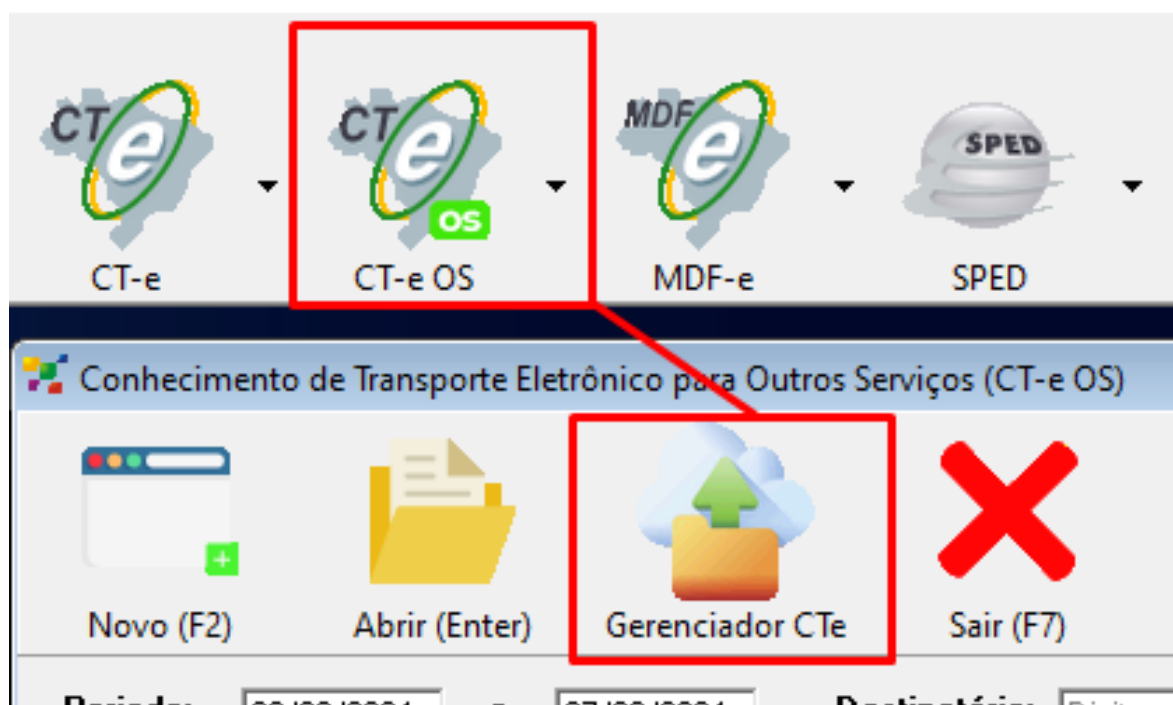 CT e
CT e OS
MDF e
SPED
CT-e
CT-e OS
MDF-e
SPED
Conhecimento de Transporte Eletrônico para Outros Serviços (CT-e OS)
Novo (F2)
Abrir (Enter)
Gerenciador CTe
Sair (F7)